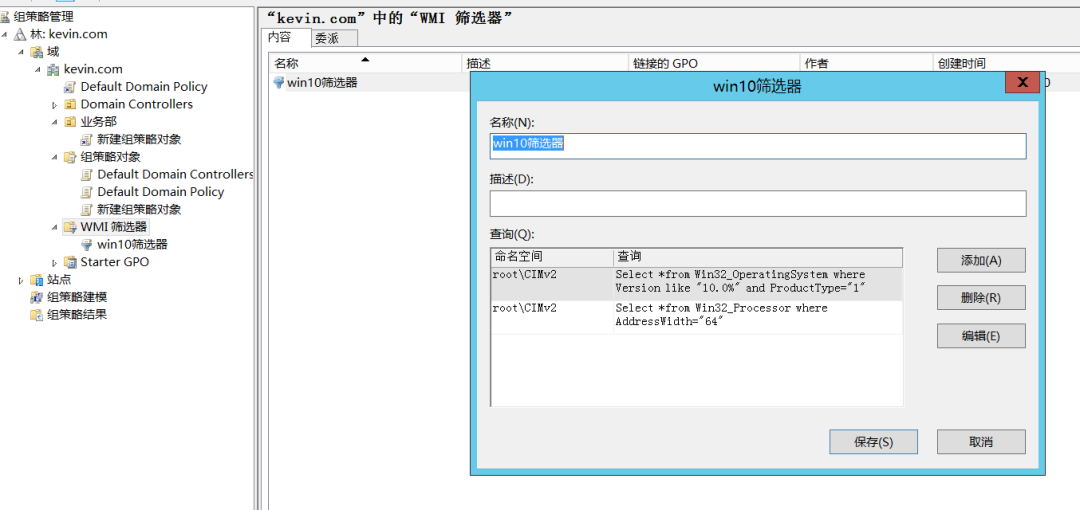 组策略管理
林: kevin.com
域
kevin.com
Default Domain Policy
Domain Controllers
业务部
新建组策略对象
组策略对象
Default Domain Controllers
Default Domain Policy
新建组策略对象
WMI 筛选器
win10筛选器
Starter GPO
站点
组策略建模
组策略结果
“kevin.com”中的“WMI 筛选器”
内容 委派
名称 描述 链接的 GPO 作者 创建时间
win10筛选器 0
win10筛选器 X
名称(N):
win10筛选器
描述(D):
查询(Q):
命名空间 查询
root\CIMv2 Select *from Win32_OperatingSystem where
Version like "10.0%" and ProductType="1"
root\CIMv2 Select *from Win32_Processor where
AddressWidth="64"
添加(A)
删除(R)
编辑(E)
保存(S) 取消